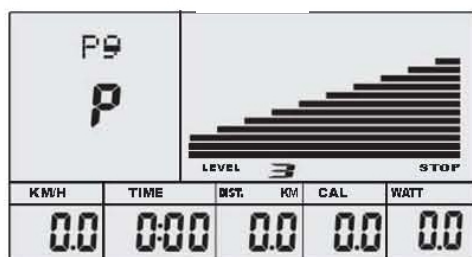 P9
P
LEVEL 3 STOP
KM/H TIME DIST. KM CAL WATT
0.0 0:00 0.0 0.0 0.0